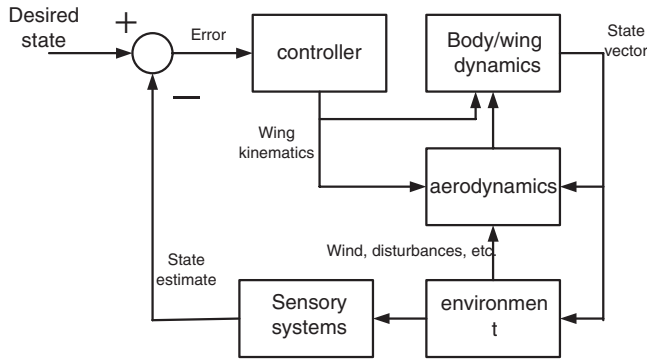 Desired
state
+
Error
controller
Body/wing
dynamics
State
vector
—
Wing
kinematics
aerodynamics
Wind, disturbances, etc.
State
estimate
Sensory
systems
environmen
t